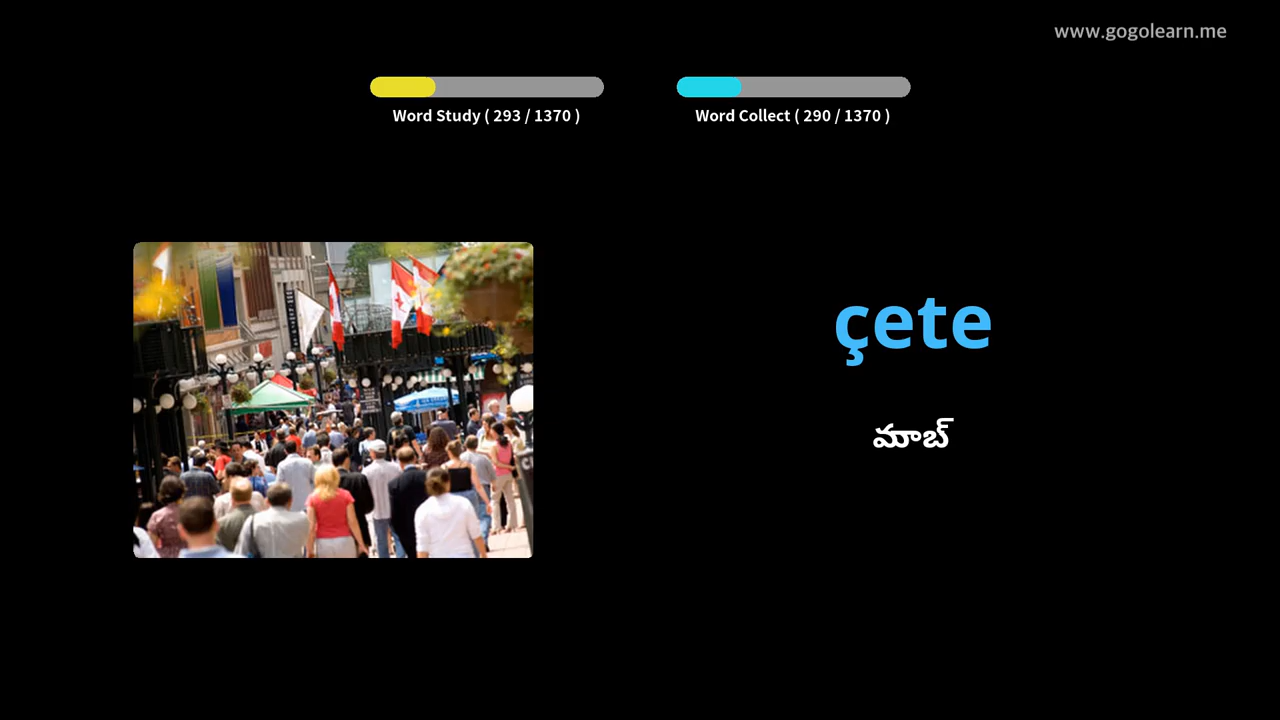 www.gogolearn.me
Word Study ( 293 / 1370 )
Word Collect ( 290 / 1370 )
çete
మాబ్